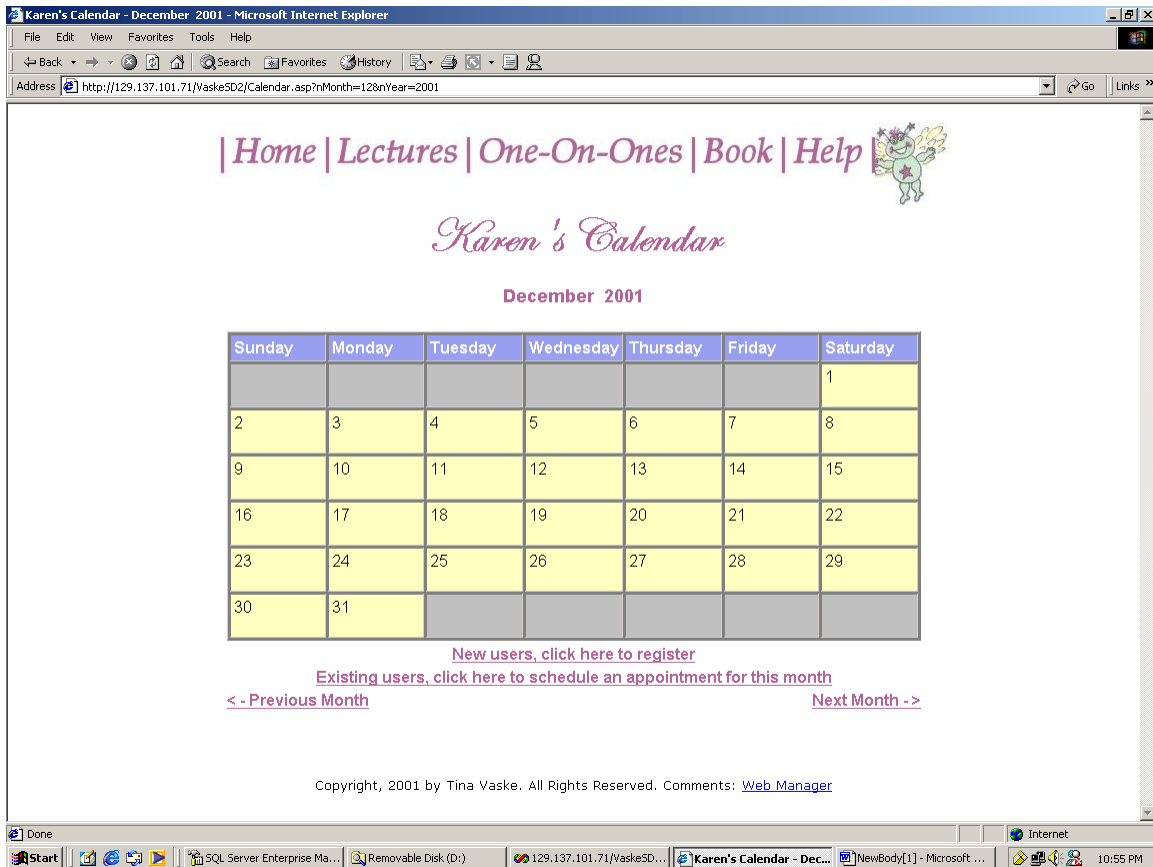 Karen's Calendar - December 2001 - Microsoft Internet Explorer
File Edit View Favorites Tools Help
Back Search Favorites History
Address http://129.137.101.71/VaskeSD2/Calendar.asp?nMonth=12&nYear=2001 Go Links »
| Home | Lectures | One-On-Ones | Book | Help |
Karen's Calendar
December 2001
Sunday Monday Tuesday Wednesday Thursday Friday Saturday
1
2 3 4 5 6 7 8
9 10 11 12 13 14 15
16 17 18 19 20 21 22
23 24 25 26 27 28 29
30 31
New users, click here to register
Existing users, click here to schedule an appointment for this month
< - Previous Month Next Month - >
Copyright, 2001 by Tina Vaske. All Rights Reserved. Comments: Web Manager
Done Internet
Start SQL Server Enterprise Ma... Removable Disk (D:) 129.137.101.71/VaskeSD... Karen's Calendar - Dec... NewBody[1] - Microsoft ... 10:55 PM